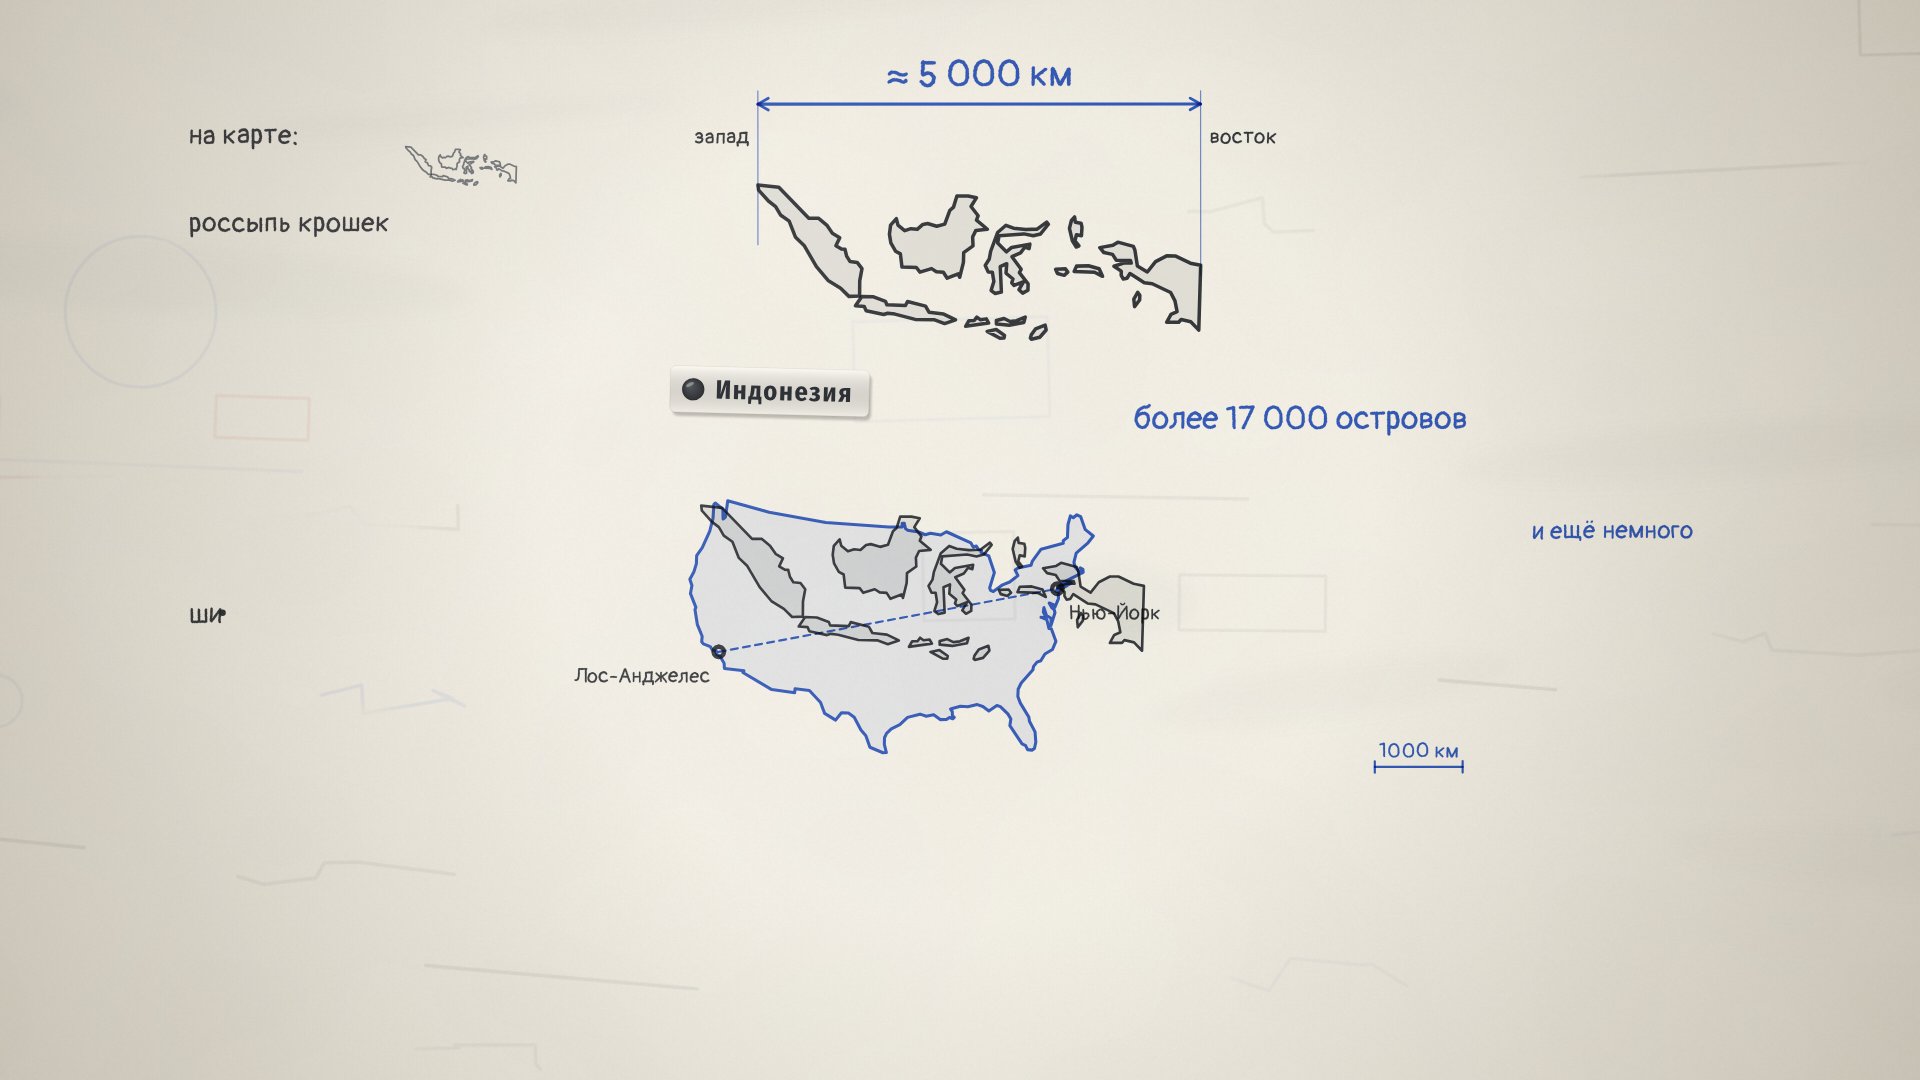 ≈ 5 000 км
на карте:
запад
восток
россыпь крошек
Индонезия
более 17 000 островов
и ещё немного
ши
Нью-Йорк
Лос-Анджелес
1000 км